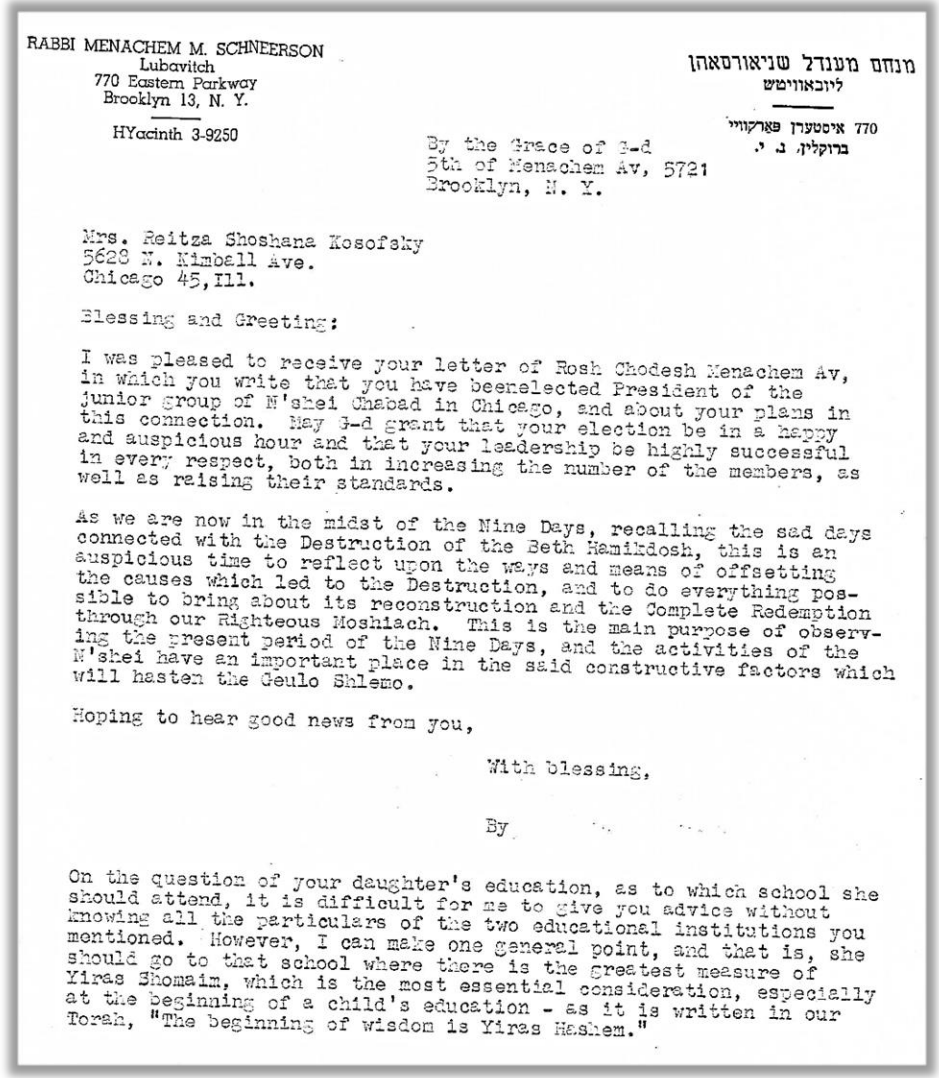 RABBI MENACHEM M. SCHNEERSON
Lubavitch
770 Eastern Parkway
Brooklyn 13, N. Y.
HYacinth 3-9250
מנחם מענדל שניאורסאהן
ליובאוויטש
770 איסטערן פארקוויי
ברוקלין, נ. י.
By the Grace of G-d
5th of Menachem Av, 5721
Brooklyn, N. Y.
Mrs. Reitza Shoshana Kosofsky
5628 N. Kimball Ave.
Chicago 45,Ill.
Blessing and Greeting:
I was pleased to receive your letter of Rosh Chodesh Menachem Av,
in which you write that you have beenelected President of the
junior group of N'shei Chabad in Chicago, and about your plans in
this connection. May G-d grant that your election be in a happy
and auspicious hour and that your leadership be highly successful
in every respect, both in increasing the number of the members, as
well as raising their standards.
As we are now in the midst of the Nine Days, recalling the sad days
connected with the Destruction of the Beth Hamikdosh, this is an
auspicious time to reflect upon the ways and means of offsetting
the causes which led to the Destruction, and to do everything pos-
sible to bring about its reconstruction and the Complete Redemption
through our Righteous Moshiach. This is the main purpose of observ-
ing the present period of the Nine Days, and the activities of the
N'shei have an important place in the said constructive factors which
will hasten the Geulo Shlemo.
Hoping to hear good news from you,
With blessing,
By
On the question of your daughter's education, as to which school she
should attend, it is difficult for me to give you advice without
knowing all the particulars of the two educational institutions you
mentioned. However, I can make one general point, and that is, she
should go to that school where there is the greatest measure of
Yiras Shomaim, which is the most essential consideration, especially
at the beginning of a child's education - as it is written in our
Torah, "The beginning of wisdom is Yiras Hashem."